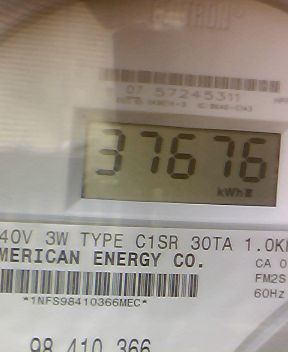 07 57245311
37676
kWh
40V 3W TYPE C1SR 30TA 1.0K
MERICAN ENERGY CO.
CA 0
FM2S
60Hz
*1NFS98410366MEC*
98 410 366